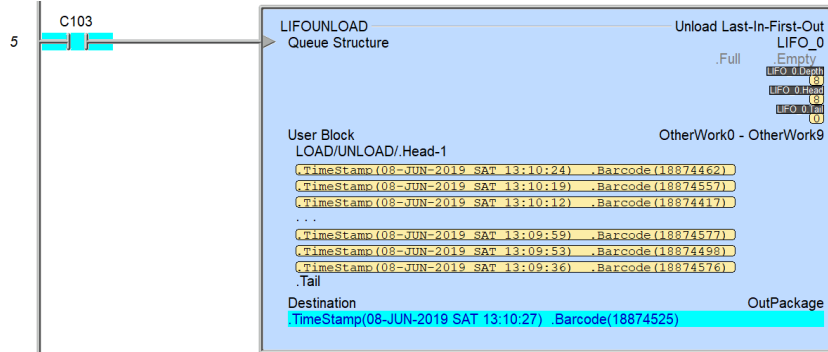 C103
5
LIFOUNLOAD Unload Last-In-First-Out
Queue Structure LIFO_0
.Full .Empty
LIFO_0.Depth
8
LIFO_0.Head
8
LIFO_0.Tail
0
User Block OtherWork0 - OtherWork9
LOAD/UNLOAD/.Head-1
.TimeStamp(08-JUN-2019 SAT 13:10:24) .Barcode(18874462)
.TimeStamp(08-JUN-2019 SAT 13:10:19) .Barcode(18874557)
.TimeStamp(08-JUN-2019 SAT 13:10:12) .Barcode(18874417)
...
.TimeStamp(08-JUN-2019 SAT 13:09:59) .Barcode(18874577)
.TimeStamp(08-JUN-2019 SAT 13:09:53) .Barcode(18874498)
.TimeStamp(08-JUN-2019 SAT 13:09:36) .Barcode(18874576)
.Tail
Destination OutPackage
.TimeStamp(08-JUN-2019 SAT 13:10:27) .Barcode(18874525)